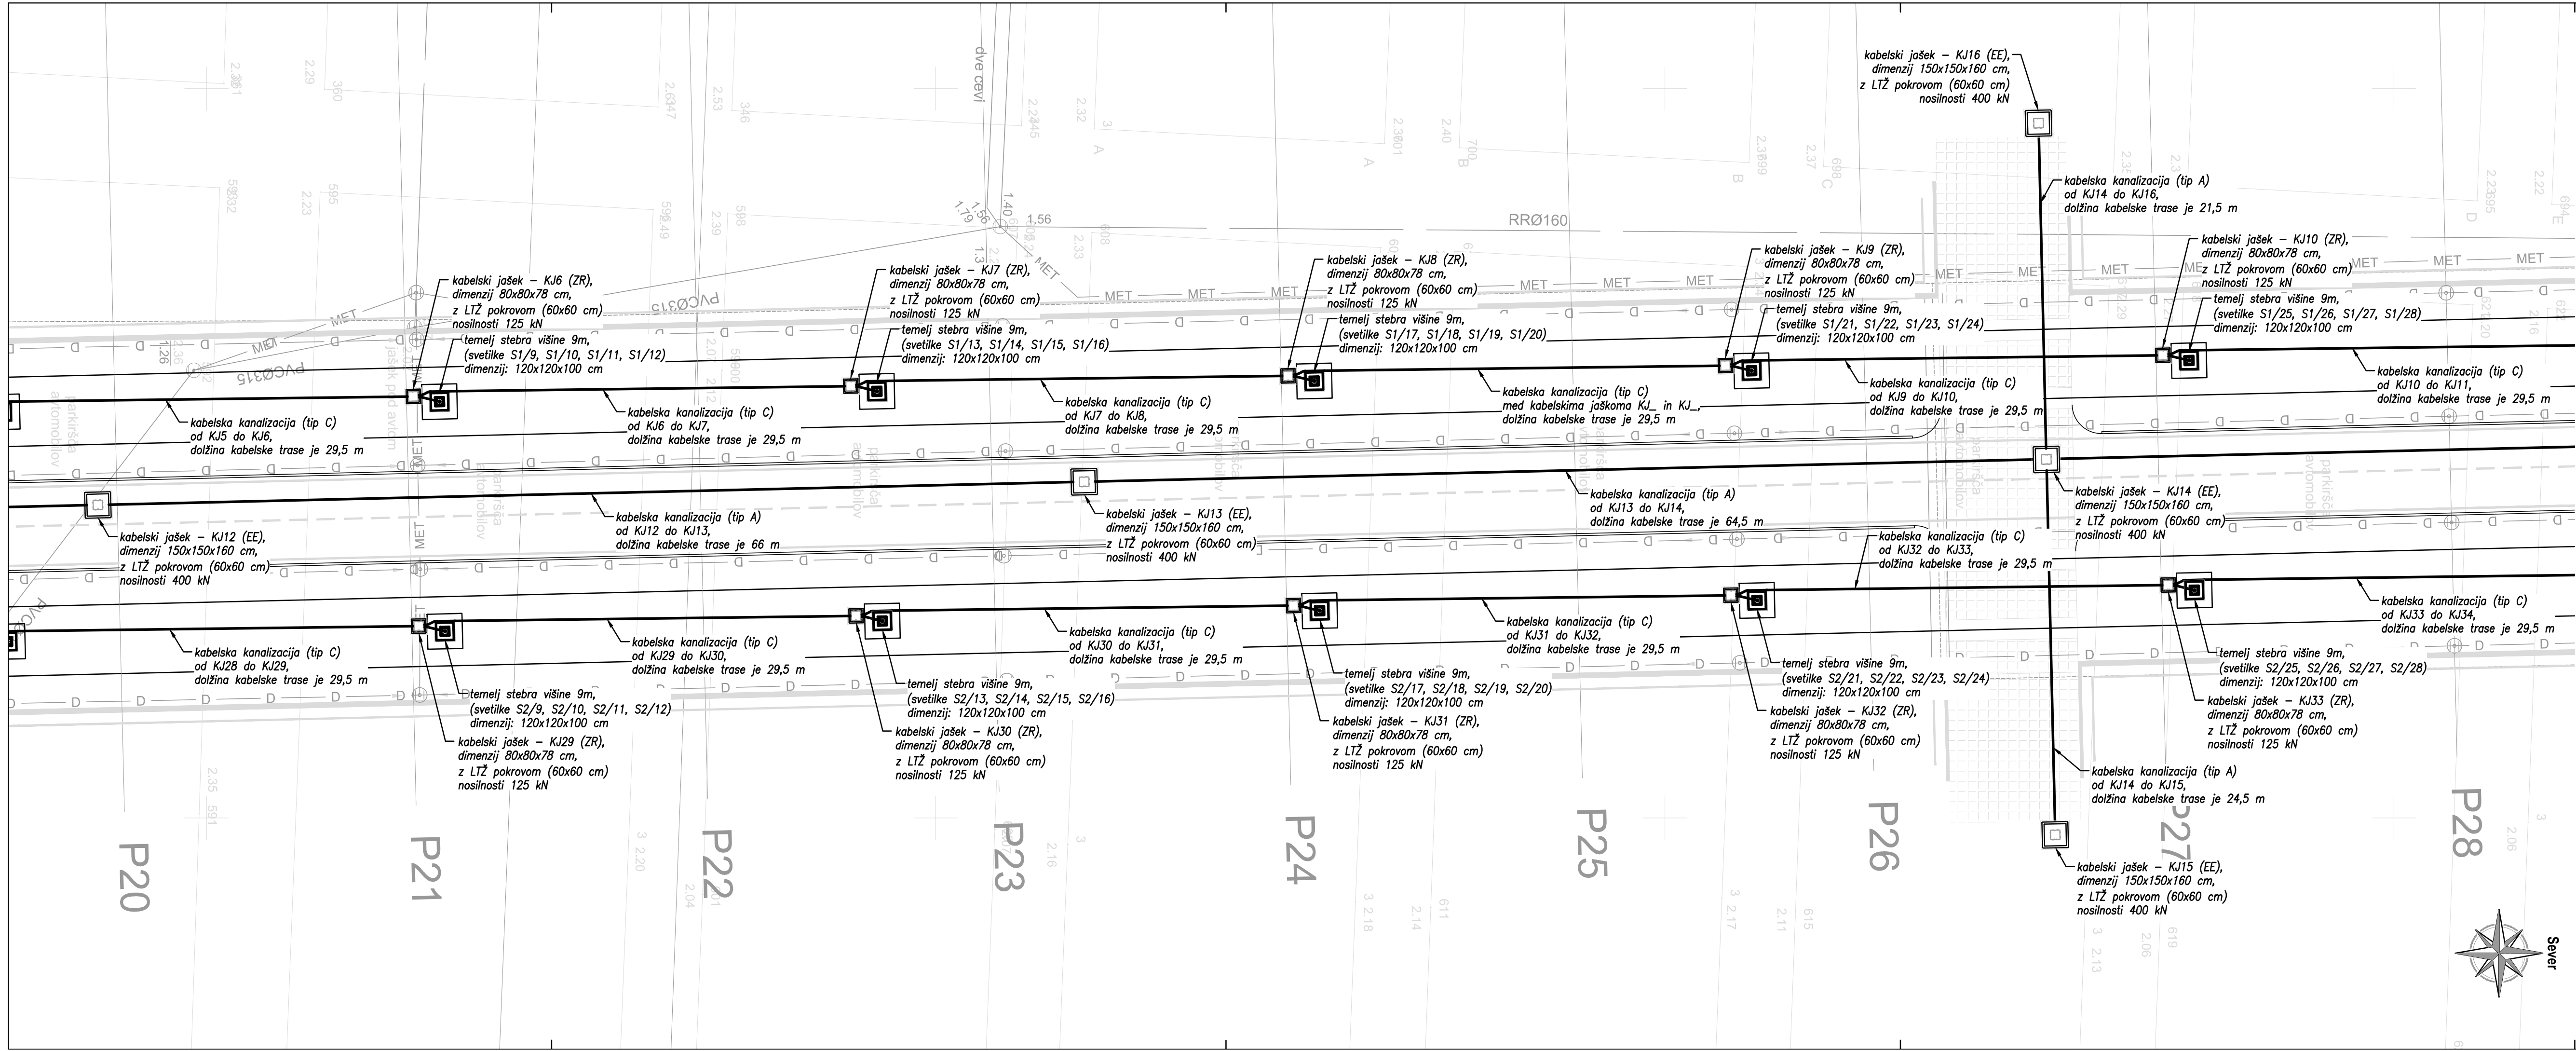 kabelski jašek – KJ16 (EE),
dimenzij 150x150x160 cm,
z LTŽ pokrovom (60x60 cm)
nosilnosti 400 kN
kabelska kanalizacija (tip A)
od KJ14 do KJ16,
dolžina kabelske trase je 21,5 m
dve cevi
RRØ160
1.40
1.56
1.79
1.56
kabelski jašek – KJ6 (ZR),
dimenzij 80x80x78 cm,
z LTŽ pokrovom (60x60 cm)
nosilnosti 125 kN
temelj stebra višine 9m,
(svetilke S1/9, S1/10, S1/11, S1/12)
dimenzij: 120x120x100 cm
kabelski jašek – KJ7 (ZR),
dimenzij 80x80x78 cm,
z LTŽ pokrovom (60x60 cm)
nosilnosti 125 kN
temelj stebra višine 9m,
(svetilke S1/13, S1/14, S1/15, S1/16)
dimenzij: 120x120x100 cm
kabelski jašek – KJ8 (ZR),
dimenzij 80x80x78 cm,
z LTŽ pokrovom (60x60 cm)
nosilnosti 125 kN
temelj stebra višine 9m,
(svetilke S1/17, S1/18, S1/19, S1/20)
dimenzij: 120x120x100 cm
kabelski jašek – KJ9 (ZR),
dimenzij 80x80x78 cm,
z LTŽ pokrovom (60x60 cm)
nosilnosti 125 kN
temelj stebra višine 9m,
(svetilke S1/21, S1/22, S1/23, S1/24)
dimenzij: 120x120x100 cm
kabelski jašek – KJ10 (ZR),
dimenzij 80x80x78 cm,
z LTŽ pokrovom (60x60 cm)
nosilnosti 125 kN
temelj stebra višine 9m,
(svetilke S1/25, S1/26, S1/27, S1/28)
dimenzij: 120x120x100 cm
PVCØ315
PVCØ315
1.26
kabelska kanalizacija (tip C)
od KJ5 do KJ6,
dolžina kabelske trase je 29,5 m
kabelska kanalizacija (tip C)
od KJ6 do KJ7,
dolžina kabelske trase je 29,5 m
kabelska kanalizacija (tip C)
od KJ7 do KJ8,
dolžina kabelske trase je 29,5 m
kabelska kanalizacija (tip C)
med kabelskima jaškoma KJ_ in KJ_,
dolžina kabelske trase je 29,5 m
kabelska kanalizacija (tip C)
od KJ9 do KJ10,
dolžina kabelske trase je 29,5 m
kabelska kanalizacija (tip C)
od KJ10 do KJ11,
dolžina kabelske trase je 29,5 m
kabelski jašek – KJ12 (EE),
dimenzij 150x150x160 cm,
z LTŽ pokrovom (60x60 cm)
nosilnosti 400 kN
kabelska kanalizacija (tip A)
od KJ12 do KJ13,
dolžina kabelske trase je 66 m
kabelski jašek – KJ13 (EE),
dimenzij 150x150x160 cm,
z LTŽ pokrovom (60x60 cm)
nosilnosti 400 kN
kabelska kanalizacija (tip A)
od KJ13 do KJ14,
dolžina kabelske trase je 64,5 m
kabelski jašek – KJ14 (EE),
dimenzij 150x150x160 cm,
z LTŽ pokrovom (60x60 cm)
nosilnosti 400 kN
kabelska kanalizacija (tip C)
od KJ32 do KJ33,
dolžina kabelske trase je 29,5 m
kabelska kanalizacija (tip C)
od KJ28 do KJ29,
dolžina kabelske trase je 29,5 m
kabelska kanalizacija (tip C)
od KJ29 do KJ30,
dolžina kabelske trase je 29,5 m
kabelska kanalizacija (tip C)
od KJ30 do KJ31,
dolžina kabelske trase je 29,5 m
kabelska kanalizacija (tip C)
od KJ31 do KJ32,
dolžina kabelske trase je 29,5 m
kabelska kanalizacija (tip C)
od KJ33 do KJ34,
dolžina kabelske trase je 29,5 m
temelj stebra višine 9m,
(svetilke S2/9, S2/10, S2/11, S2/12)
dimenzij: 120x120x100 cm
kabelski jašek – KJ29 (ZR),
dimenzij 80x80x78 cm,
z LTŽ pokrovom (60x60 cm)
nosilnosti 125 kN
temelj stebra višine 9m,
(svetilke S2/13, S2/14, S2/15, S2/16)
dimenzij: 120x120x100 cm
kabelski jašek – KJ30 (ZR),
dimenzij 80x80x78 cm,
z LTŽ pokrovom (60x60 cm)
nosilnosti 125 kN
temelj stebra višine 9m,
(svetilke S2/17, S2/18, S2/19, S2/20)
dimenzij: 120x120x100 cm
kabelski jašek – KJ31 (ZR),
dimenzij 80x80x78 cm,
z LTŽ pokrovom (60x60 cm)
nosilnosti 125 kN
temelj stebra višine 9m,
(svetilke S2/21, S2/22, S2/23, S2/24)
dimenzij: 120x120x100 cm
kabelski jašek – KJ32 (ZR),
dimenzij 80x80x78 cm,
z LTŽ pokrovom (60x60 cm)
nosilnosti 125 kN
temelj stebra višine 9m,
(svetilke S2/25, S2/26, S2/27, S2/28)
dimenzij: 120x120x100 cm
kabelski jašek – KJ33 (ZR),
dimenzij 80x80x78 cm,
z LTŽ pokrovom (60x60 cm)
nosilnosti 125 kN
kabelska kanalizacija (tip A)
od KJ14 do KJ15,
dolžina kabelske trase je 24,5 m
kabelski jašek – KJ15 (EE),
dimenzij 150x150x160 cm,
z LTŽ pokrovom (60x60 cm)
nosilnosti 400 kN
P20
P21
P22
P23
P24
P25
P26
P27
P28
Sever